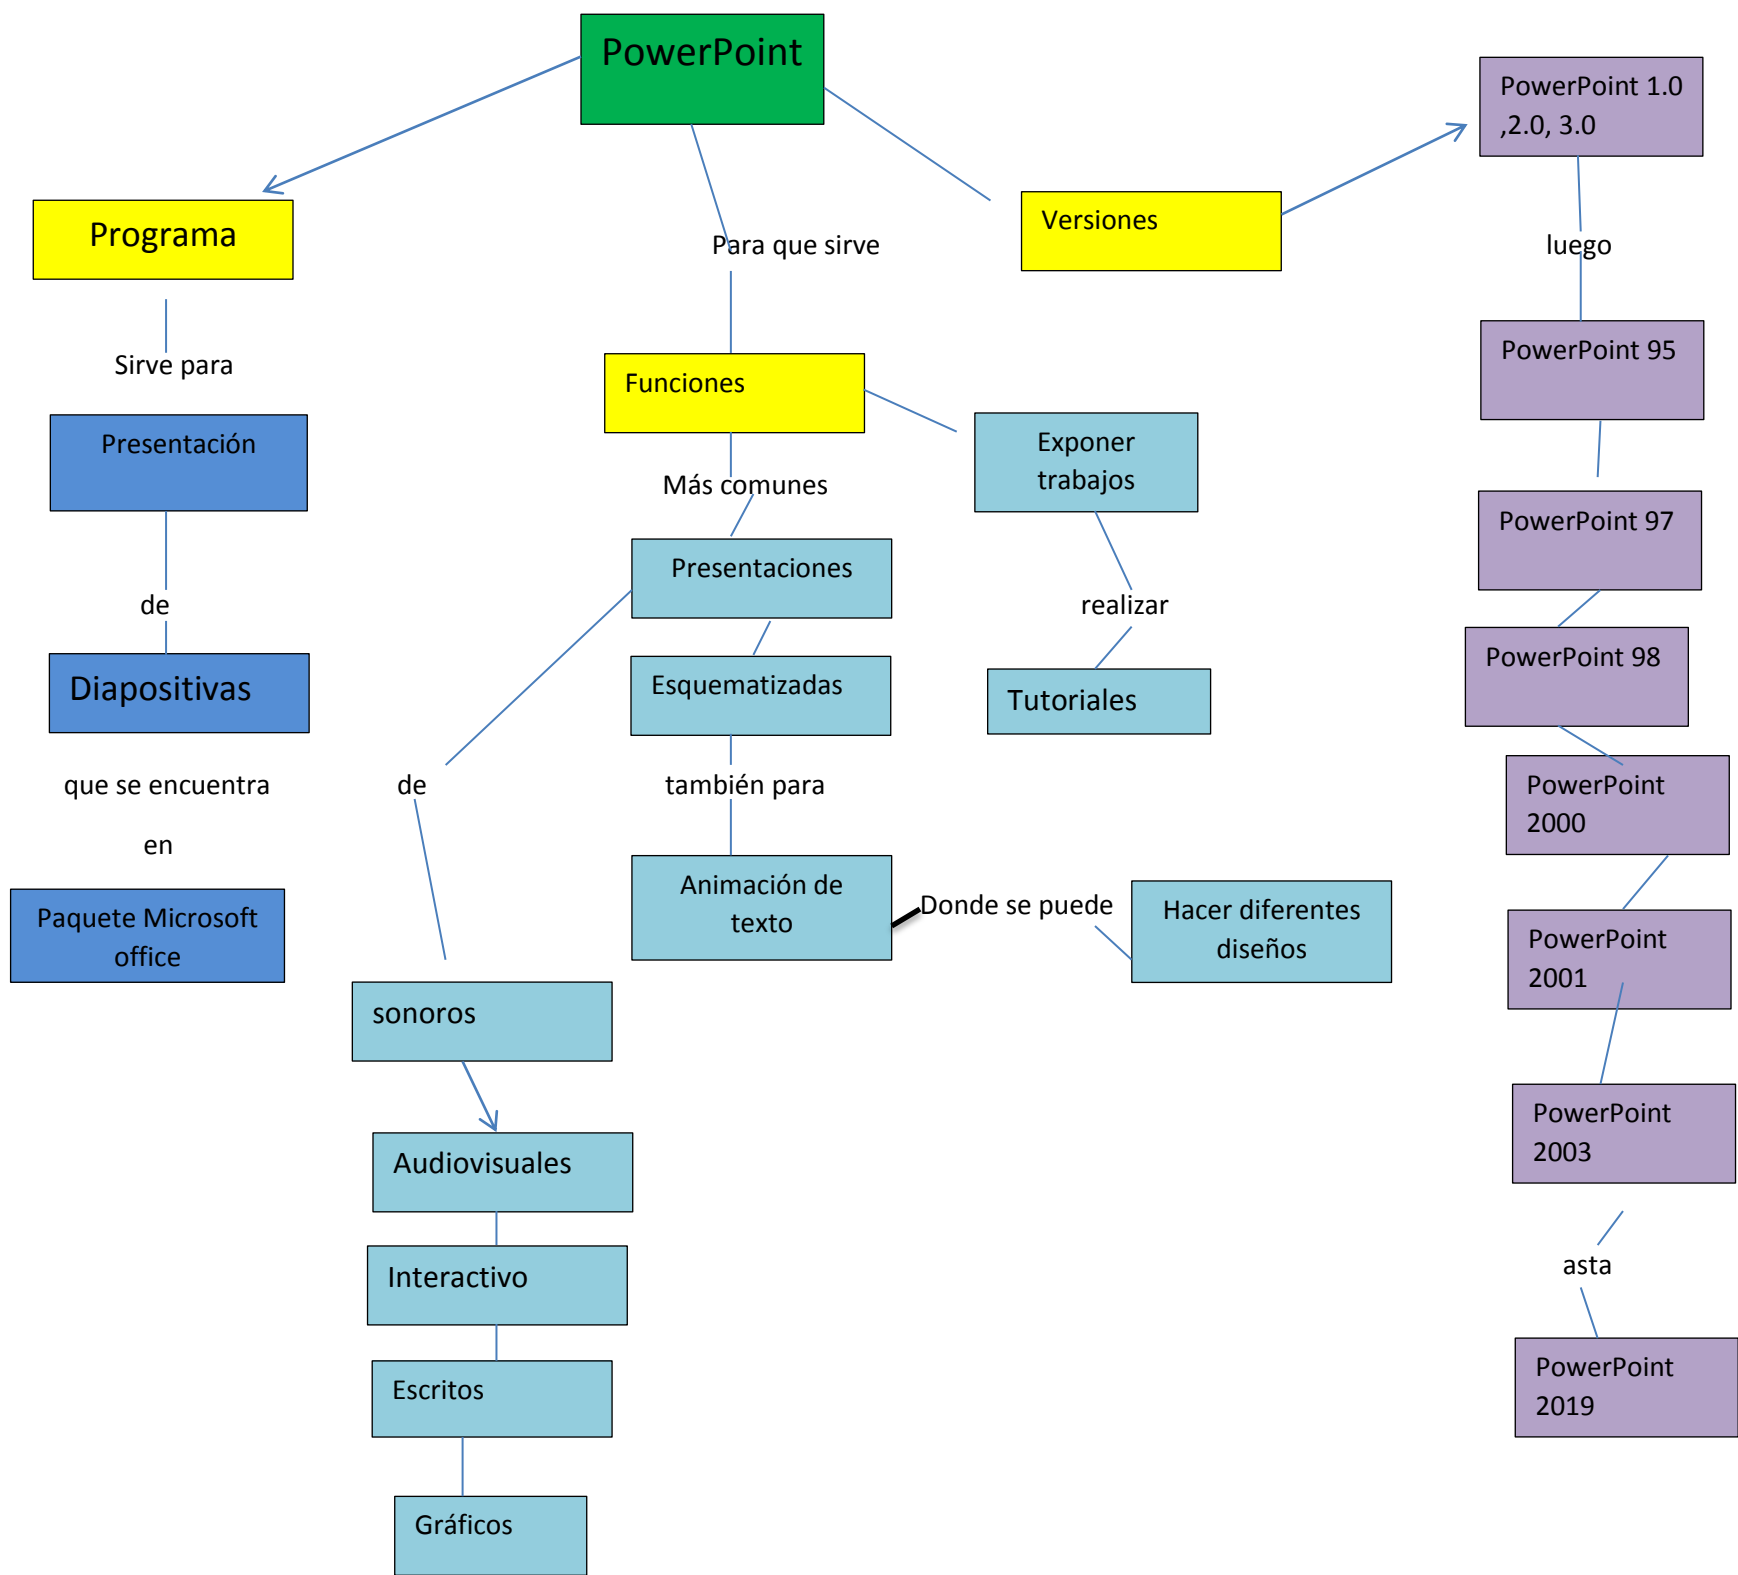 PowerPoint
Programa
Sirve para
Presentación
de
Diapositivas
que se encuentra
en
Paquete Microsoft
office
Para que sirve
Funciones
Más comunes
Presentaciones
Esquematizadas
también para
Animación de
texto
Donde se puede
Hacer diferentes
diseños
de
sonoros
Audiovisuales
Interactivo
Escritos
Gráficos
Exponer
trabajos
realizar
Tutoriales
Versiones
PowerPoint 1.0
,2.0, 3.0
luego
PowerPoint 95
PowerPoint 97
PowerPoint 98
PowerPoint
2000
PowerPoint
2001
PowerPoint
2003
asta
PowerPoint
2019